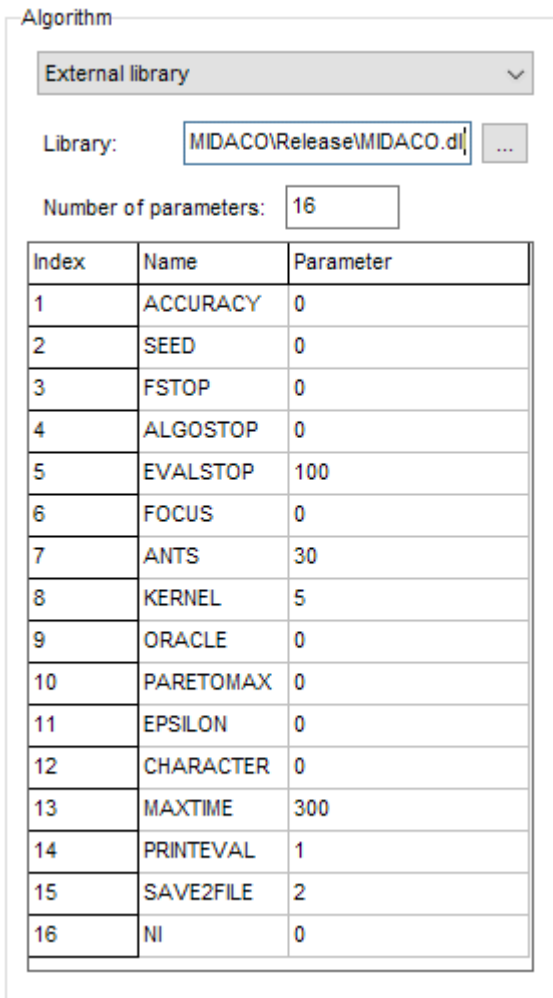 Algorithm
External library
Library: MIDACO\Release\MIDACO.dl ...
Number of parameters: 16
Index Name Parameter
1 ACCURACY 0
2 SEED 0
3 FSTOP 0
4 ALGOSTOP 0
5 EVALSTOP 100
6 FOCUS 0
7 ANTS 30
8 KERNEL 5
9 ORACLE 0
10 PARETOMAX 0
11 EPSILON 0
12 CHARACTER 0
13 MAXTIME 300
14 PRINTEVAL 1
15 SAVE2FILE 2
16 NI 0